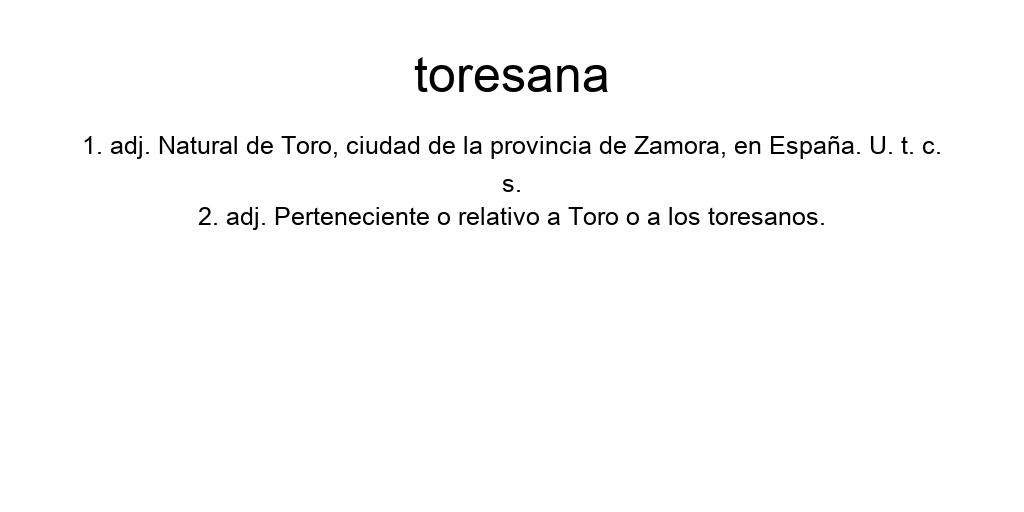 toresana
1. adj. Natural de Toro, ciudad de la provincia de Zamora, en España. U. t. c.
s.
2. adj. Perteneciente o relativo a Toro o a los toresanos.